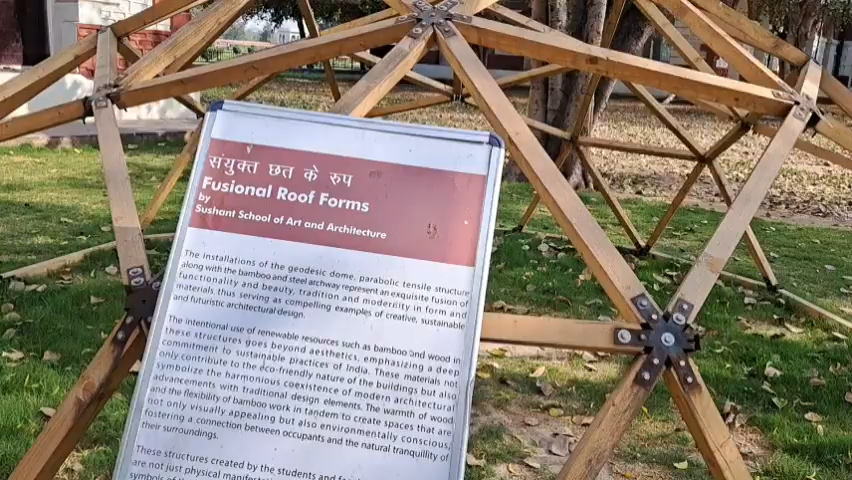 संयुक्त छत के रुप
Fusional Roof Forms
by
Sushant School of Art and Architecture
The installations of the geodesic dome, parabolic tensile structure
along with the bamboo and steel archway represent an exquisite fusion of
functionality and beauty, tradition and modernity in form and
materials, thus serving as compelling examples of creative, sustainable
and futuristic architectural design.
The intentional use of renewable resources such as bamboo and wood in
these structures goes beyond aesthetics, emphasizing a deep
commitment to sustainable practices of India. These materials not
only contribute to the eco-friendly nature of the buildings but also
symbolize the harmonious coexistence of modern architectural
advancements with traditional design elements. The warmth of wood
and the flexibility of bamboo work in tandem to create spaces that are
not only visually appealing but also environmentally conscious,
fostering a connection between occupants and the natural tranquility of
their surroundings.
These structures created by the students and
are not just physical
symbols of